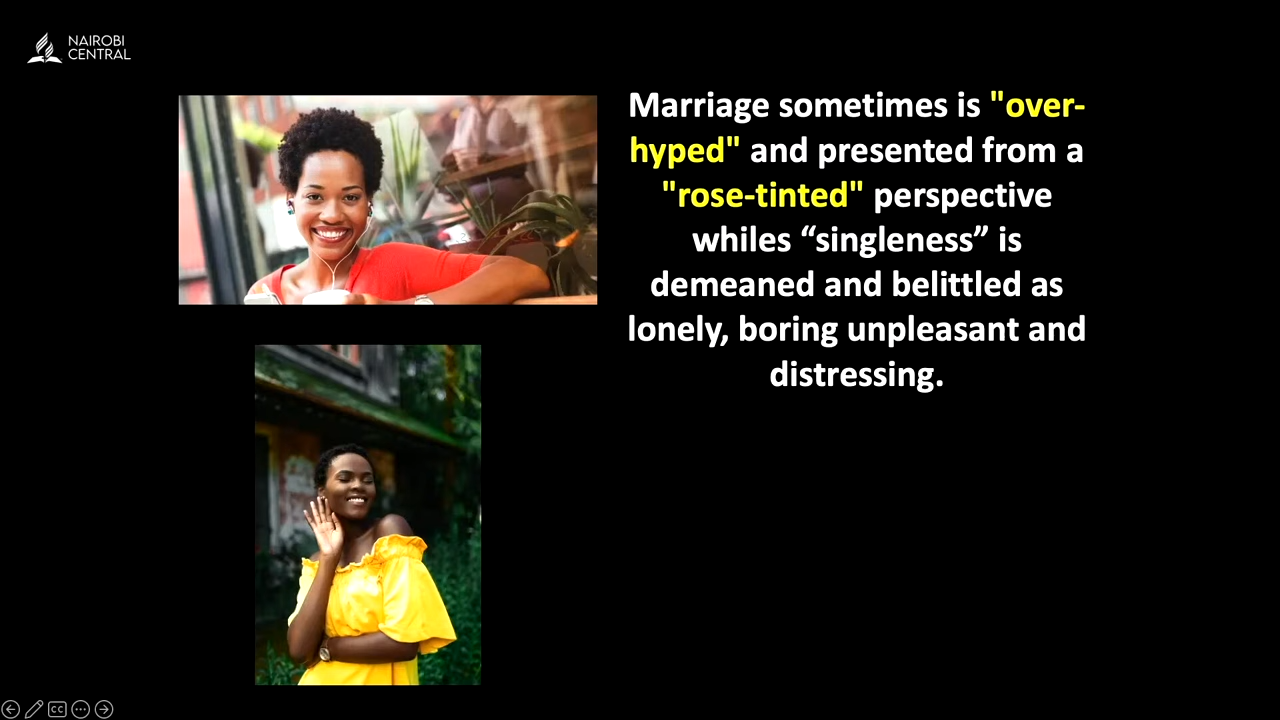 NAIROBI
CENTRAL
Marriage sometimes is "over-
hyped" and presented from a
"rose-tinted" perspective
whiles “singleness” is
demeaned and belittled as
lonely, boring unpleasant and
distressing.
CC